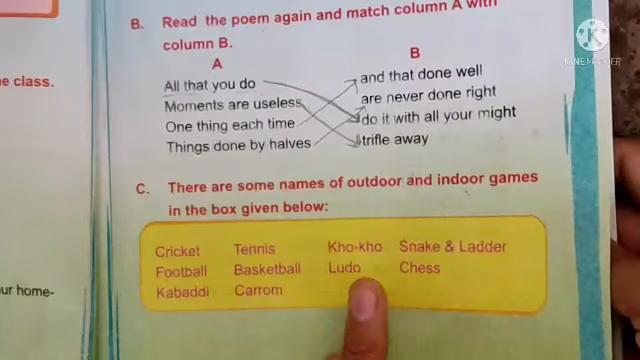 B. Read the poem again and match column A with
column B.
A B
All that you do and that done well
Moments are useless are never done right
One thing each time do it with all your might
Things done by halves trifle away
C. There are some names of outdoor and indoor games
in the box given below:
Cricket Tennis Kho-kho Snake & Ladder
Football Basketball Ludo Chess
Kabaddi Carrom
e class.
ur home-
KINEMASTER